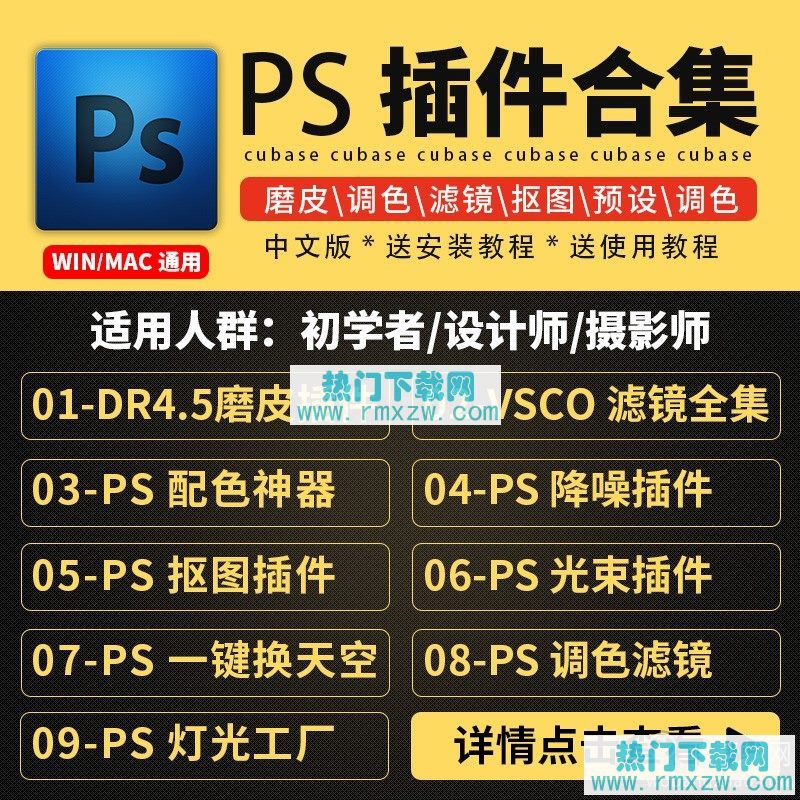 Ps
PS 插件合集
cubase cubase cubase cubase cubase cubase
磨皮\调色\滤镜\抠图\预设\调色
WIN/MAC 通用
中文版 * 送安装教程 * 送使用教程
适用人群：初学者/设计师/摄影师
01-DR4.5磨皮
VSCO 滤镜全集
热门下载网
www.rmxzw.com
03-PS 配色神器
04-PS 降噪插件
05-PS 抠图插件
06-PS 光束插件
07-PS 一键换天空
08-PS 调色滤镜
09-PS 灯光工厂
详情点击查看
热门下载网
www.rmxzw.com